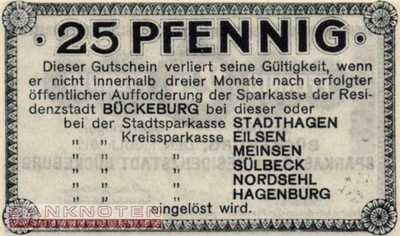 · 25 PFENNIG ·
Dieser Gutschein verliert seine Gültigkeit, wenn
er nicht innerhalb dreier Monate nach erfolgter
öffentlicher Aufforderung der Sparkasse der Resi-
denzstadt BÜCKEBURG bei dieser oder
bei der Stadtsparkasse STADTHAGEN
„ „ Kreissparkasse EILSEN
„ „ „ MEINSEN
„ „ „ SÜLBECK
„ „ „ NORDSEHL
„ „ „ HAGENBURG
eingelöst wird.
BANKNOTEN